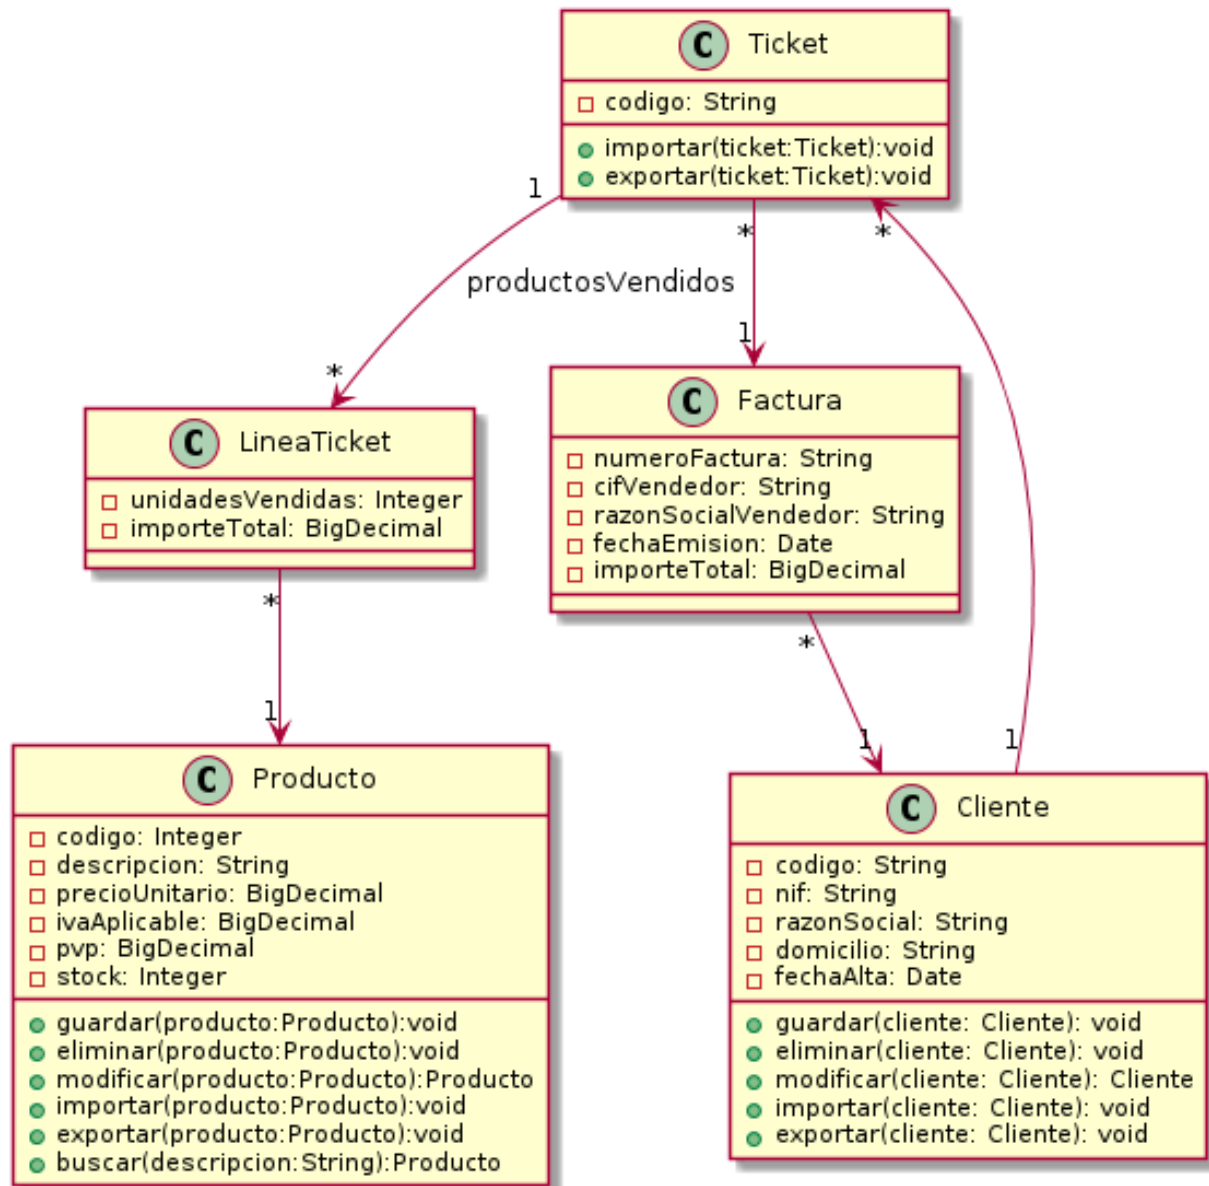 C Ticket
codigo: String
importar(ticket:Ticket):void
exportar(ticket:Ticket):void
1
*
*
productosVendidos
1
*
C LineaTicket
unidadesVendidas: Integer
importeTotal: BigDecimal
C Factura
numeroFactura: String
cifVendedor: String
razonSocialVendedor: String
fechaEmision: Date
importeTotal: BigDecimal
*
*
1
1
1
C Producto
codigo: Integer
descripcion: String
precioUnitario: BigDecimal
ivaAplicable: BigDecimal
pvp: BigDecimal
stock: Integer
guardar(producto:Producto):void
eliminar(producto:Producto):void
modificar(producto:Producto):Producto
importar(producto:Producto):void
exportar(producto:Producto):void
buscar(descripcion:String):Producto
C Cliente
codigo: String
nif: String
razonSocial: String
domicilio: String
fechaAlta: Date
guardar(cliente: Cliente): void
eliminar(cliente: Cliente): void
modificar(cliente: Cliente): Cliente
importar(cliente: Cliente): void
exportar(cliente: Cliente): void